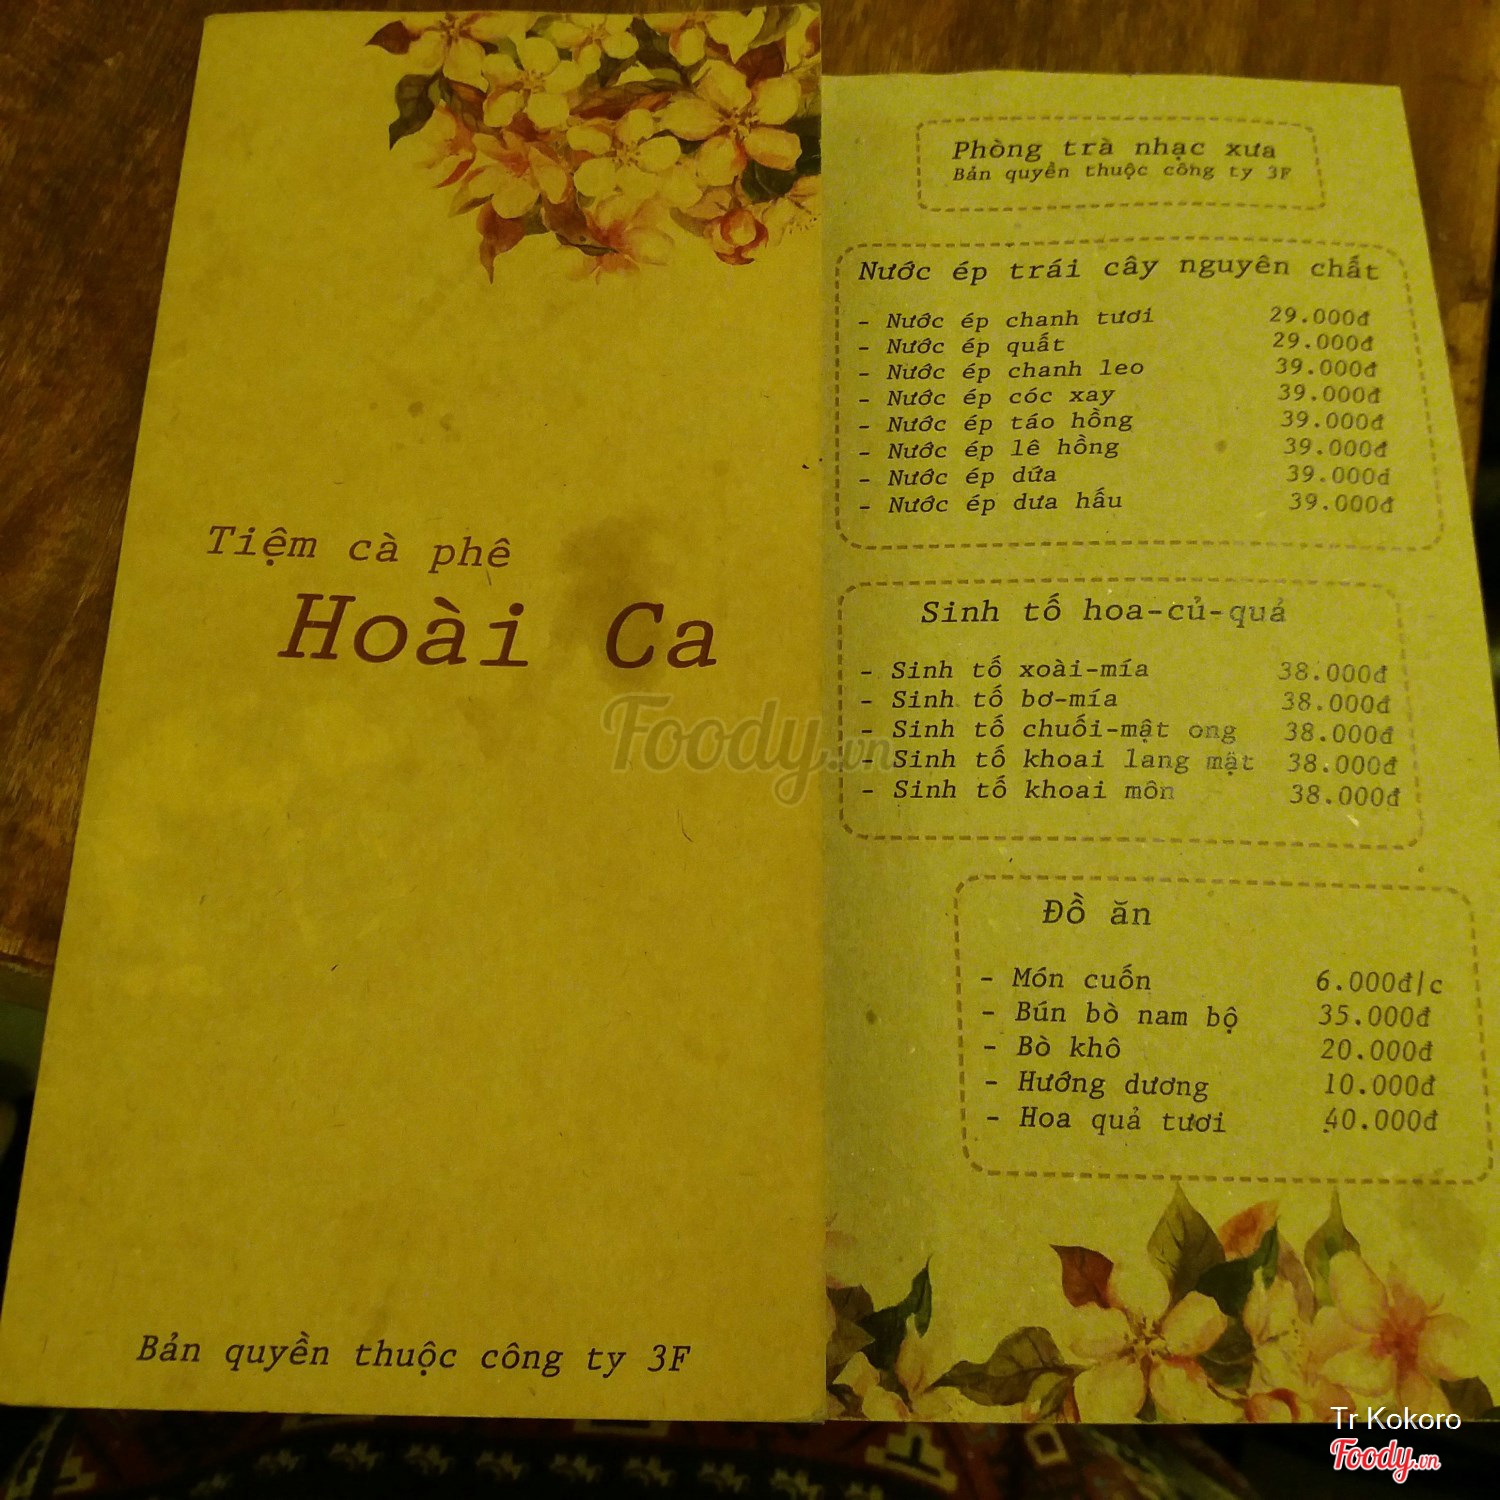 Tiệm cà phê
Hoài Ca
Bản quyền thuộc công ty 3F
Phòng trà nhạc xưa
Bản quyền thuộc công ty 3F
Nước ép trái cây nguyên chất
- Nước ép chanh tươi 29.000đ
- Nước ép quất 29.000đ
- Nước ép chanh leo 39.000đ
- Nước ép cóc xay 39.000đ
- Nước ép táo hồng 39.000đ
- Nước ép lê hồng 39.000đ
- Nước ép dứa 39.000đ
- Nước ép dưa hấu 39.000đ
Sinh tố hoa-củ-quả
- Sinh tố xoài-mía 38.000đ
- Sinh tố bơ-mía 38.000đ
- Sinh tố chuối-mật ong 38.000đ
- Sinh tố khoai lang mật 38.000đ
- Sinh tố khoai môn 38.000đ
Đồ ăn
- Món cuốn 6.000đ/c
- Bún bò nam bộ 35.000đ
- Bò khô 20.000đ
- Hướng dương 10.000đ
- Hoa quả tươi 40.000đ
Foody.vn
Tr Kokoro
Foody.vn